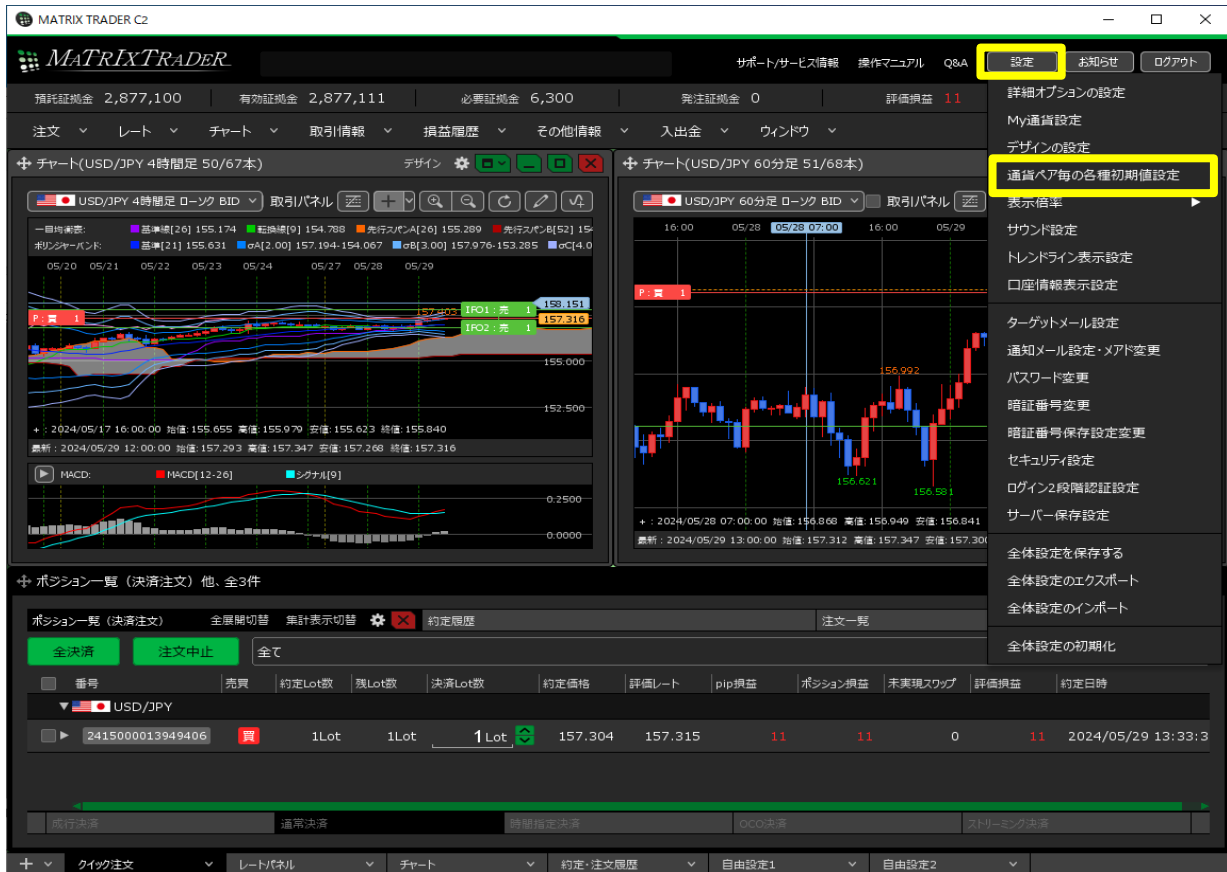 MATRIX TRADER C2
MATRIXTRADER
サポート/サービス情報 操作マニュアル Q&A 設定 お知らせ ログアウト
預託証拠金 2,877,100 有効証拠金 2,877,111 必要証拠金 6,300 発注証拠金 0 評価損益 11
注文 レート チャート 取引情報 損益履歴 その他情報 入出金 ウィンドウ
詳細オプションの設定
My通貨設定
デザインの設定
通貨ペア毎の各種初期値設定
表示倍率
サウンド設定
トレンドライン表示設定
口座情報表示設定
ターゲットメール設定
通知メール設定・メアド変更
パスワード変更
暗証番号変更
暗証番号保存設定変更
セキュリティ設定
ログイン2段階認証設定
サーバー保存設定
全体設定を保存する
全体設定のエクスポート
全体設定のインポート
全体設定の初期化
チャート(USD/JPY 4時間足 50/67本) デザイン
USD/JPY 4時間足 ローソク BID 取引パネル
一目均衡表: 基準線[26] 155.174 転換線[9] 154.788 先行スパンA[26] 155.289 先行スパンB[52] 154
ボリンジャーバンド: 基準[21] 155.631 σA[2.00] 157.194-154.067 σB[3.00] 157.976-153.285 σC[4.0
05/20 05/21 05/22 05/23 05/24 05/27 05/28 05/29
158.151
157.403 IFO1:売 1
P:買 1
157.316
IFO2:売 1
155.000
152.500
+ : 2024/05/17 16:00:00 始値:155.655 高値:155.979 安値:155.623 終値:155.840
最新 : 2024/05/29 12:00:00 始値:157.293 高値:157.347 安値:157.268 終値:157.316
MACD: MACD[12-26] シグナル[9]
0.2500
0.0000
チャート(USD/JPY 60分足 51/68本)
USD/JPY 60分足 ローソク BID 取引パネル
16:00 05/28 05/28 07:00 16:00 05/29
P:買 1
156.992
156.621
156.581
+ : 2024/05/28 07:00:00 始値:156.868 高値:156.949 安値:156.841
最新 : 2024/05/29 13:00:00 始値:157.312 高値:157.347 安値:157.300
ポジション一覧（決済注文）他、全3件
ポジション一覧（決済注文） 全展開切替 集計表示切替 約定履歴 注文一覧
全決済 注文中止 全て
番号 売買 約定Lot数 残Lot数 決済Lot数 約定価格 評価レート pip損益 ポジション損益 未実現スワップ 評価損益 約定日時
USD/JPY
2415000013949406 買 1Lot 1Lot 1 Lot 157.304 157.315 11 11 0 11 2024/05/29 13:33:3
成行決済 通常決済 時間指定決済 OCO決済 ストリーミング決済
クイック注文 レートパネル チャート 約定・注文履歴 自由設定1 自由設定2